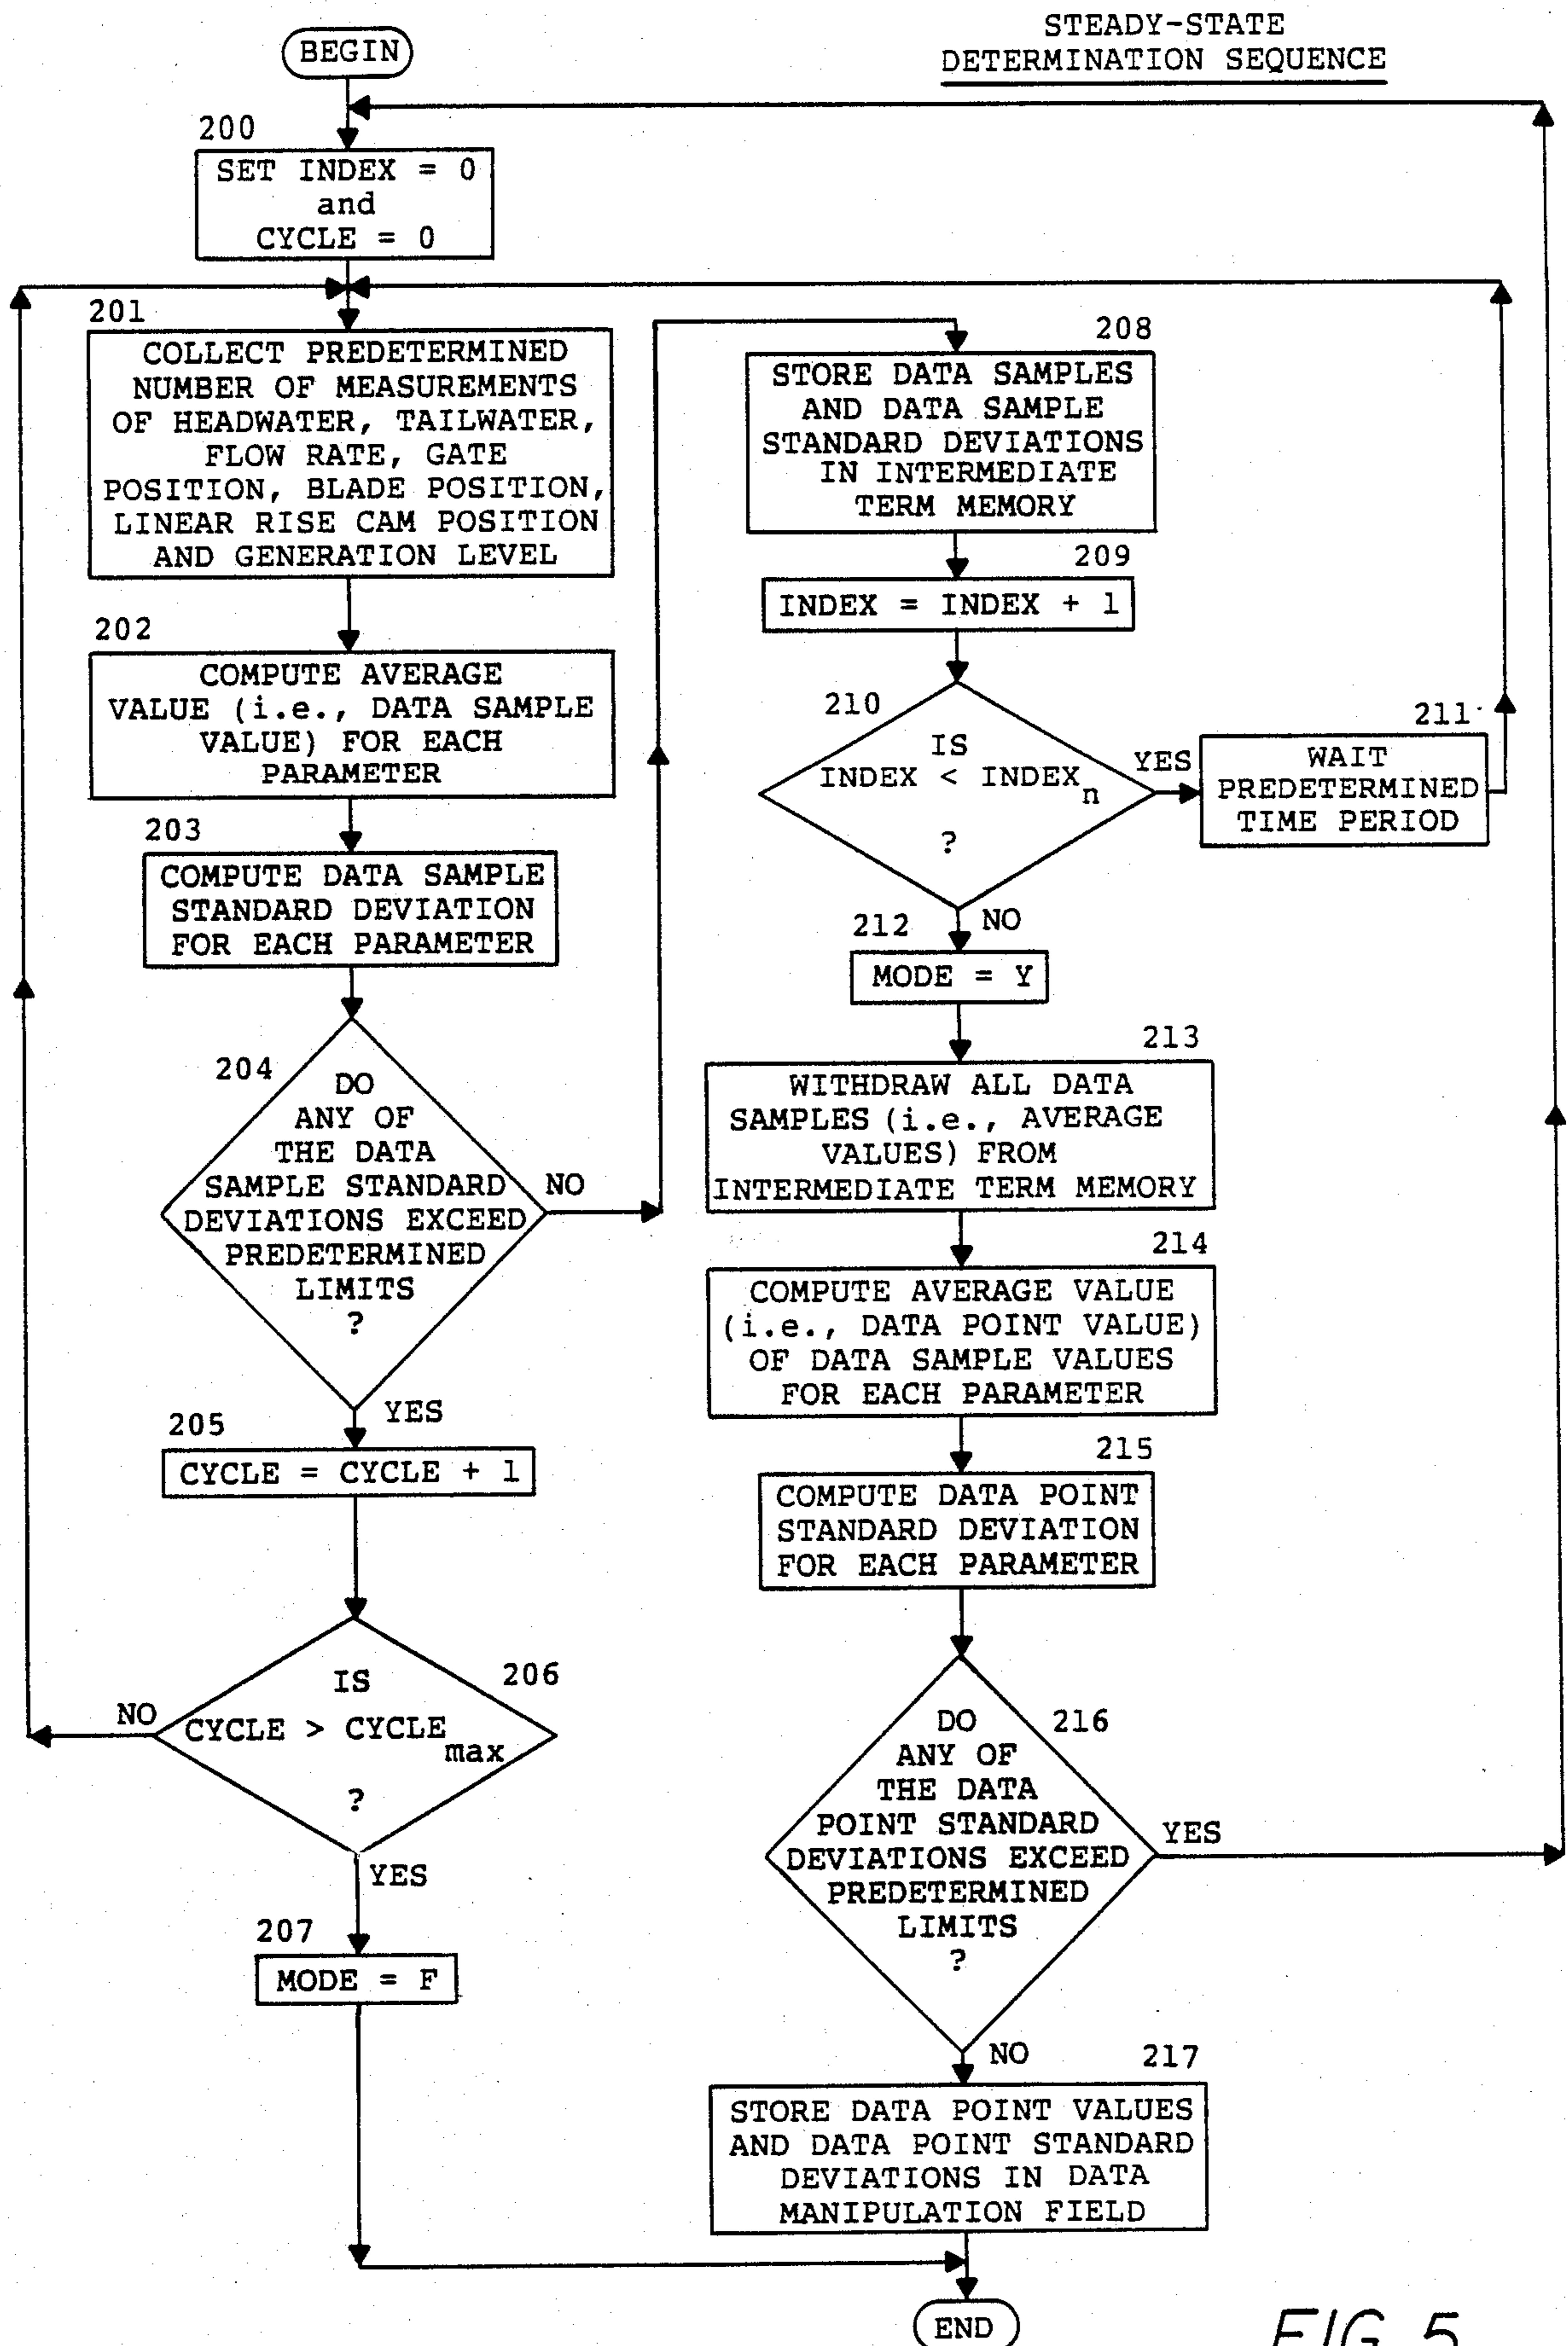 STEADY-STATE
DETERMINATION SEQUENCE
BEGIN
200
SET INDEX = 0
and
CYCLE = 0
201
COLLECT PREDETERMINED
NUMBER OF MEASUREMENTS
OF HEADWATER, TAILWATER,
FLOW RATE, GATE
POSITION, BLADE POSITION,
LINEAR RISE CAM POSITION
AND GENERATION LEVEL
202
COMPUTE AVERAGE
VALUE (i.e., DATA SAMPLE
VALUE) FOR EACH
PARAMETER
203
COMPUTE DATA SAMPLE
STANDARD DEVIATION
FOR EACH PARAMETER
204
DO
ANY OF
THE DATA
SAMPLE STANDARD
DEVIATIONS EXCEED
PREDETERMINED
LIMITS
?
NO
YES
205
CYCLE = CYCLE + 1
206
IS
CYCLE > CYCLE max
?
NO
YES
207
MODE = F
208
STORE DATA SAMPLES
AND DATA SAMPLE
STANDARD DEVIATIONS
IN INTERMEDIATE
TERM MEMORY
209
INDEX = INDEX + 1
210
IS
INDEX < INDEX n
?
YES
211
WAIT
PREDETERMINED
TIME PERIOD
NO
212
MODE = Y
213
WITHDRAW ALL DATA
SAMPLES (i.e., AVERAGE
VALUES) FROM
INTERMEDIATE TERM MEMORY
214
COMPUTE AVERAGE VALUE
(i.e., DATA POINT VALUE)
OF DATA SAMPLE VALUES
FOR EACH PARAMETER
215
COMPUTE DATA POINT
STANDARD DEVIATION
FOR EACH PARAMETER
216
DO
ANY OF
THE DATA
POINT STANDARD
DEVIATIONS EXCEED
PREDETERMINED
LIMITS
?
YES
NO
217
STORE DATA POINT VALUES
AND DATA POINT STANDARD
DEVIATIONS IN DATA
MANIPULATION FIELD
END
FIG. 5